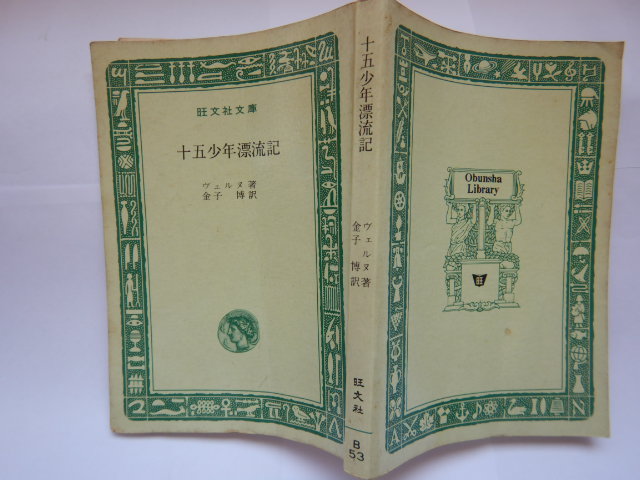 旺文社文庫
十五少年漂流記
ヴェルヌ著
金子 博訳
十五少年漂流記
ヴェルヌ著
金子 博訳
旺文社
B
53
Obunsha
Library
旺